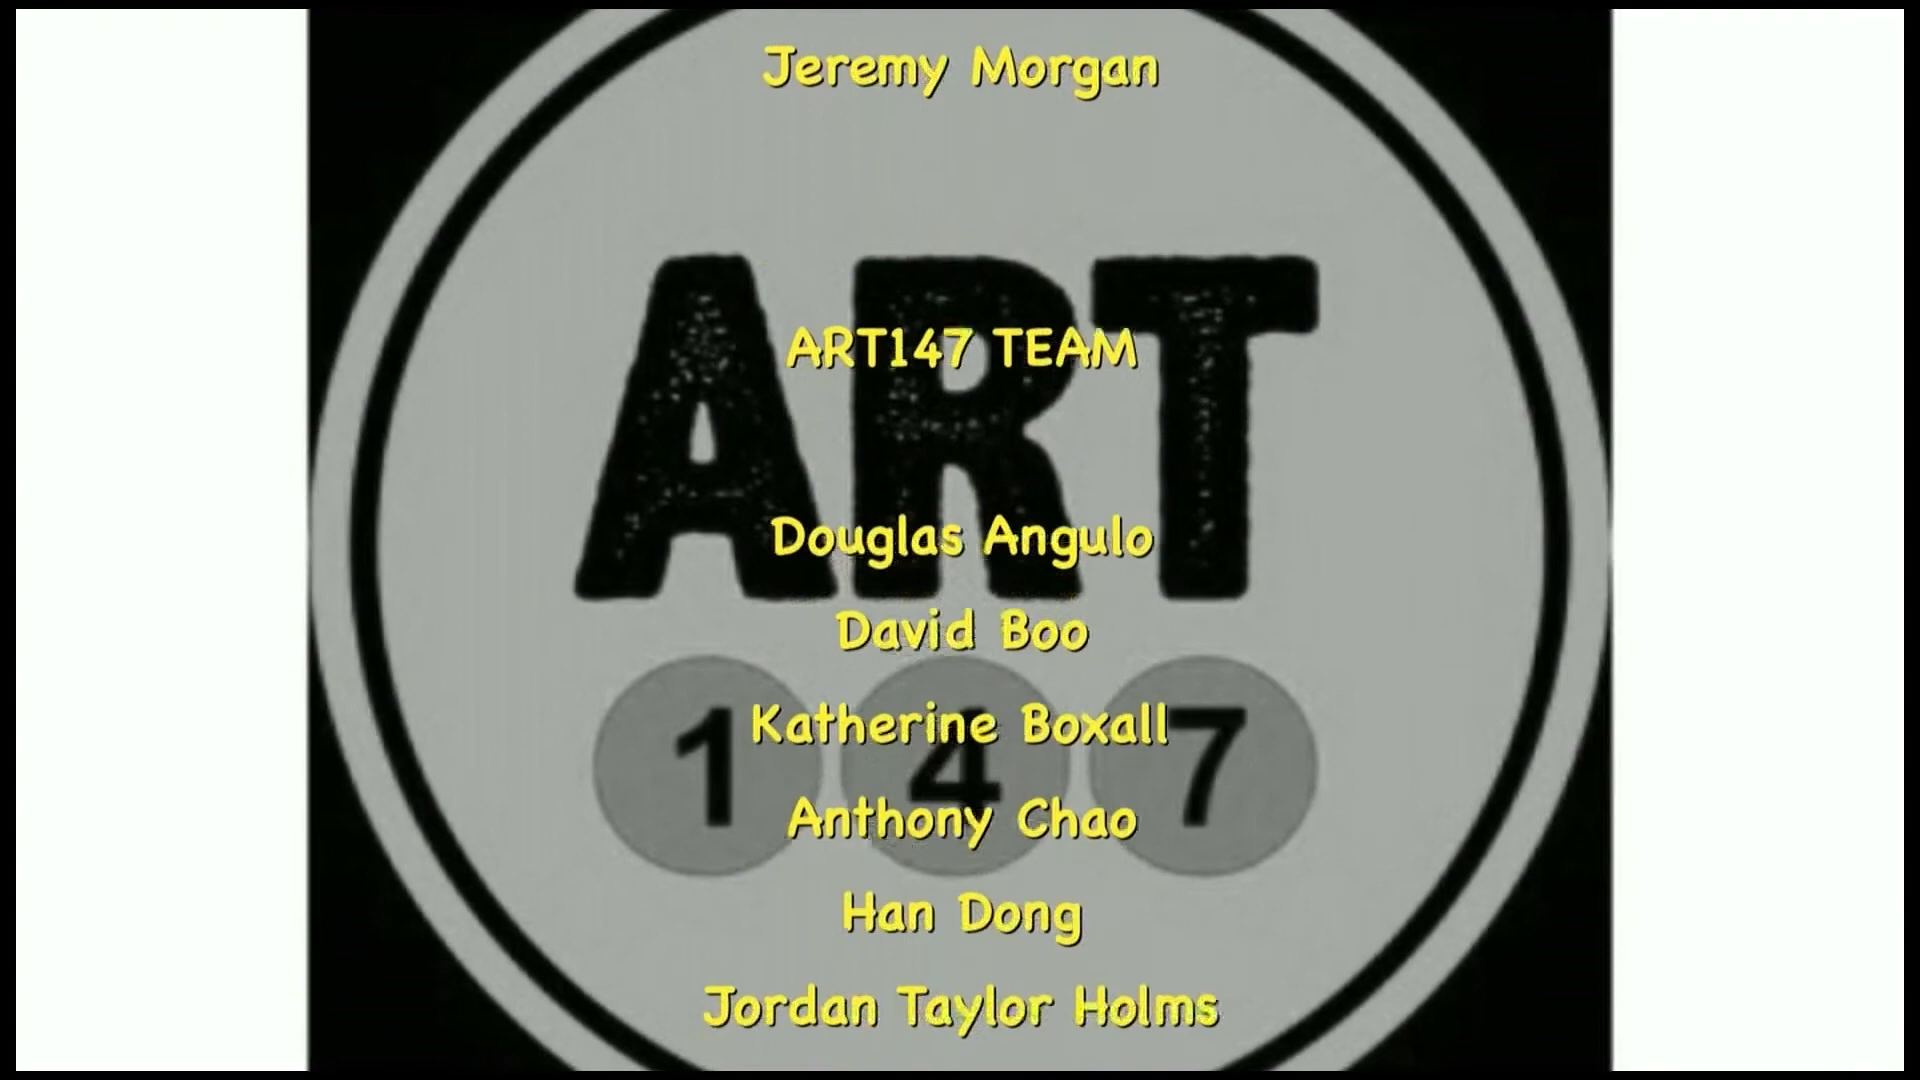 Jeremy Morgan
ART
ART147 TEAM
Douglas Angulo
David Boo
1 4 7
Katherine Boxall
Anthony Chao
Han Dong
Jordan Taylor Holms